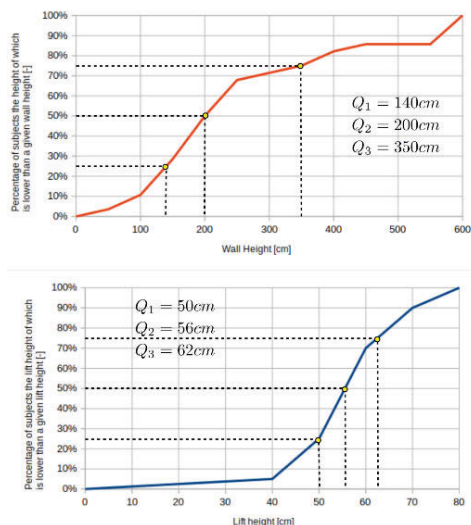 Percentage of subjects the height of which
is lower than a given wall height [-]
100%
90%
80%
70%
60%
50%
40%
30%
20%
10%
0%
Q1 = 140cm
Q2 = 200cm
Q3 = 350cm
0 100 200 300 400 500 600
Wall Height [cm]
Percentage of subjects the lift height of which
is lower than a given lift height [-]
100%
90%
80%
70%
60%
50%
40%
30%
20%
10%
0%
Q1 = 50cm
Q2 = 56cm
Q3 = 62cm
0 10 20 30 40 50 60 70 80
Lift height [cm]